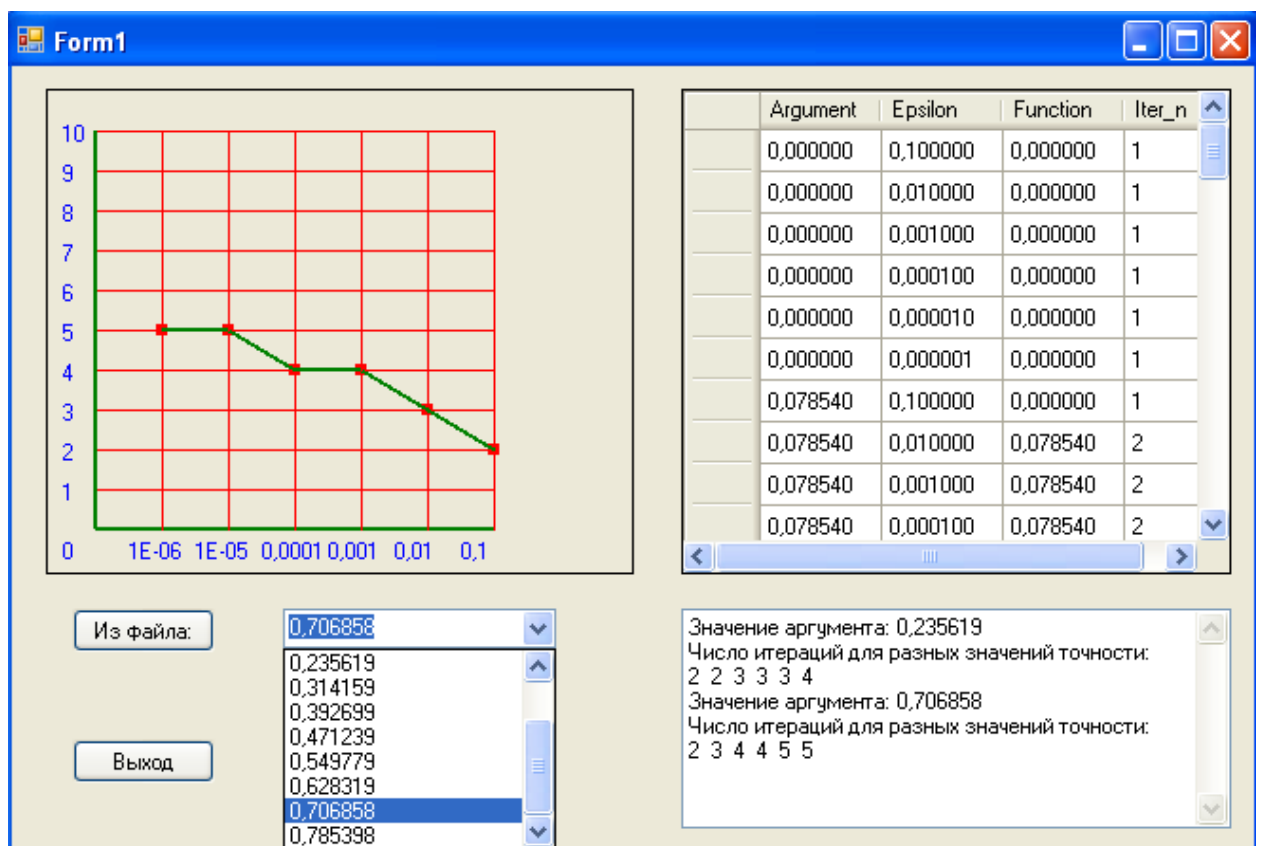 Form1
10
9
8
7
6
5
4
3
2
1
0 1E-06 1E-05 0,0001 0,001 0,01 0,1
Argument Epsilon Function Iter_n
0,000000 0,100000 0,000000 1
0,000000 0,010000 0,000000 1
0,000000 0,001000 0,000000 1
0,000000 0,000100 0,000000 1
0,000000 0,000010 0,000000 1
0,000000 0,000001 0,000000 1
0,078540 0,100000 0,000000 1
0,078540 0,010000 0,078540 2
0,078540 0,001000 0,078540 2
0,078540 0,000100 0,078540 2
Из файла:
Выход
0,706858
0,235619
0,314159
0,392699
0,471239
0,549779
0,628319
0,706858
0,785398
Значение аргумента: 0,235619
Число итераций для разных значений точности:
2 2 3 3 3 4
Значение аргумента: 0,706858
Число итераций для разных значений точности:
2 3 4 4 5 5